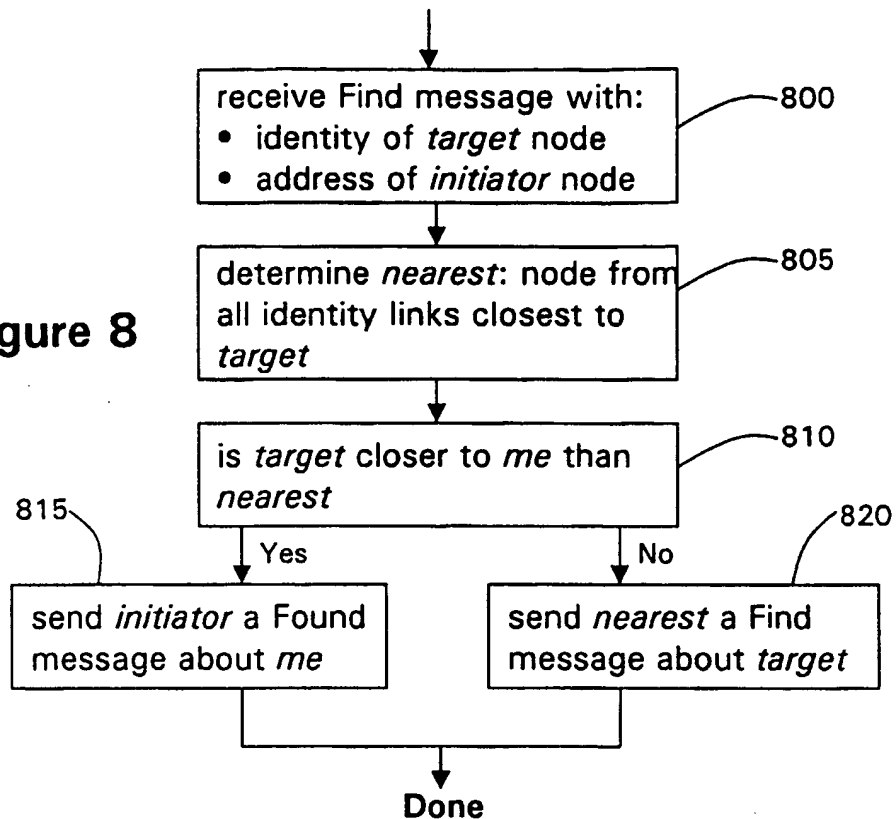 receive Find message with:
• identity of target node
• address of initiator node
800
determine nearest: node from
all identity links closest to
target
805
gure 8
is target closer to me than
nearest
810
815
Yes
No
820
send initiator a Found
message about me
send nearest a Find
message about target
Done